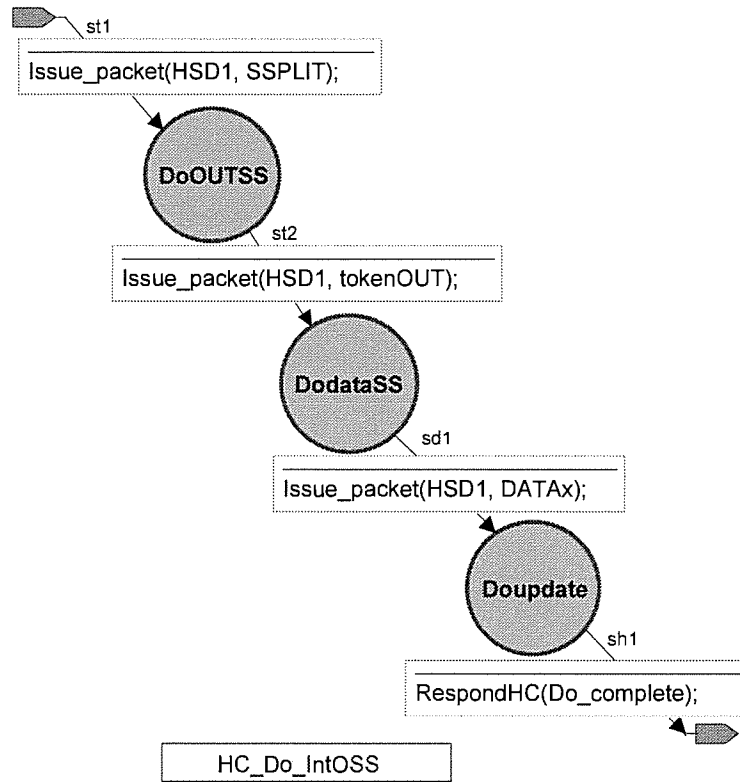 st1
Issue_packet(HSD1, SSPLIT);
DoOUTSS
st2
Issue_packet(HSD1, tokenOUT);
DodataSS
sd1
Issue_packet(HSD1, DATAx);
Doupdate
sh1
RespondHC(Do_complete);
HC_Do_IntOSS